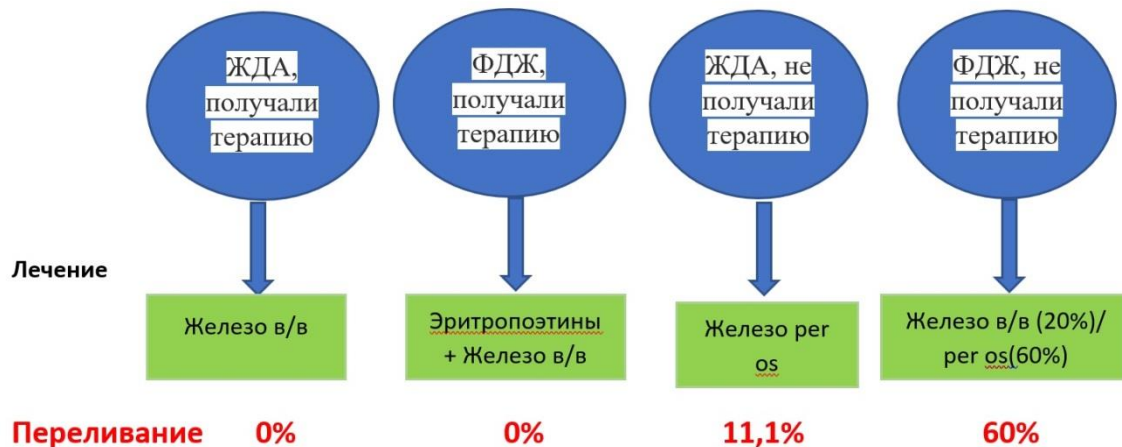 ЖДА,
получали
терапию
ФДЖ,
получали
терапию
ЖДА, не
получали
терапию
ФДЖ, не
получали
терапию
Лечение
Железо в/в
Эритропоэтины
+ Железо в/в
Железо per
os
Железо в/в (20%)/
per os(60%)
Переливание 0% 0% 11,1% 60%